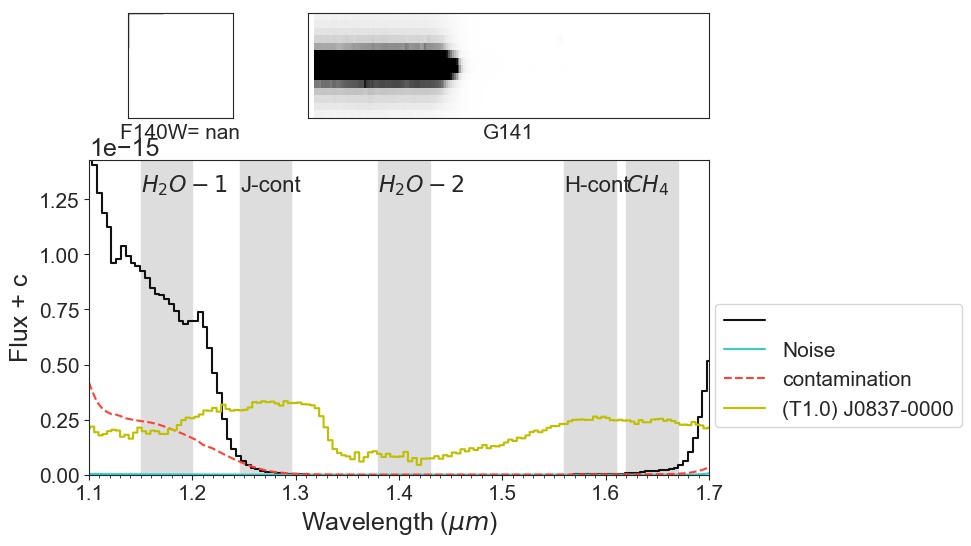 F140W= nan
G141
1e−15
H₂O − 1
J-cont
H₂O − 2
H-cont
CH₄
1.25
1.00
0.75
0.50
0.25
0.00
Flux + c
1.1
1.2
1.3
1.4
1.5
1.6
1.7
Wavelength (μm)
Noise
contamination
(T1.0) J0837-0000